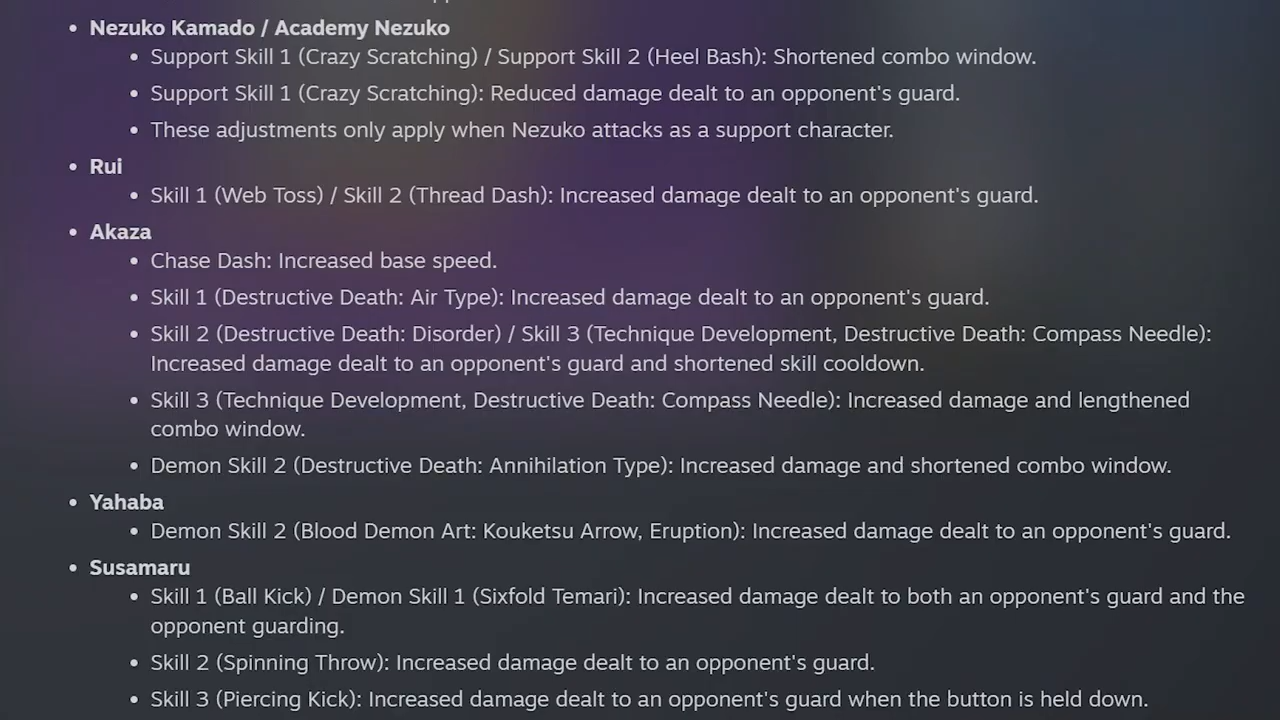 Nezuko Kamado / Academy Nezuko
Support Skill 1 (Crazy Scratching) / Support Skill 2 (Heel Bash): Shortened combo window.
Support Skill 1 (Crazy Scratching): Reduced damage dealt to an opponent's guard.
These adjustments only apply when Nezuko attacks as a support character.
Rui
Skill 1 (Web Toss) / Skill 2 (Thread Dash): Increased damage dealt to an opponent's guard.
Akaza
Chase Dash: Increased base speed.
Skill 1 (Destructive Death: Air Type): Increased damage dealt to an opponent's guard.
Skill 2 (Destructive Death: Disorder) / Skill 3 (Technique Development, Destructive Death: Compass Needle):
Increased damage dealt to an opponent's guard and shortened skill cooldown.
Skill 3 (Technique Development, Destructive Death: Compass Needle): Increased damage and lengthened
combo window.
Demon Skill 2 (Destructive Death: Annihilation Type): Increased damage and shortened combo window.
Yahaba
Demon Skill 2 (Blood Demon Art: Kouketsu Arrow, Eruption): Increased damage dealt to an opponent's guard.
Susamaru
Skill 1 (Ball Kick) / Demon Skill 1 (Sixfold Temari): Increased damage dealt to both an opponent's guard and the
opponent guarding.
Skill 2 (Spinning Throw): Increased damage dealt to an opponent's guard.
Skill 3 (Piercing Kick): Increased damage dealt to an opponent's guard when the button is held down.